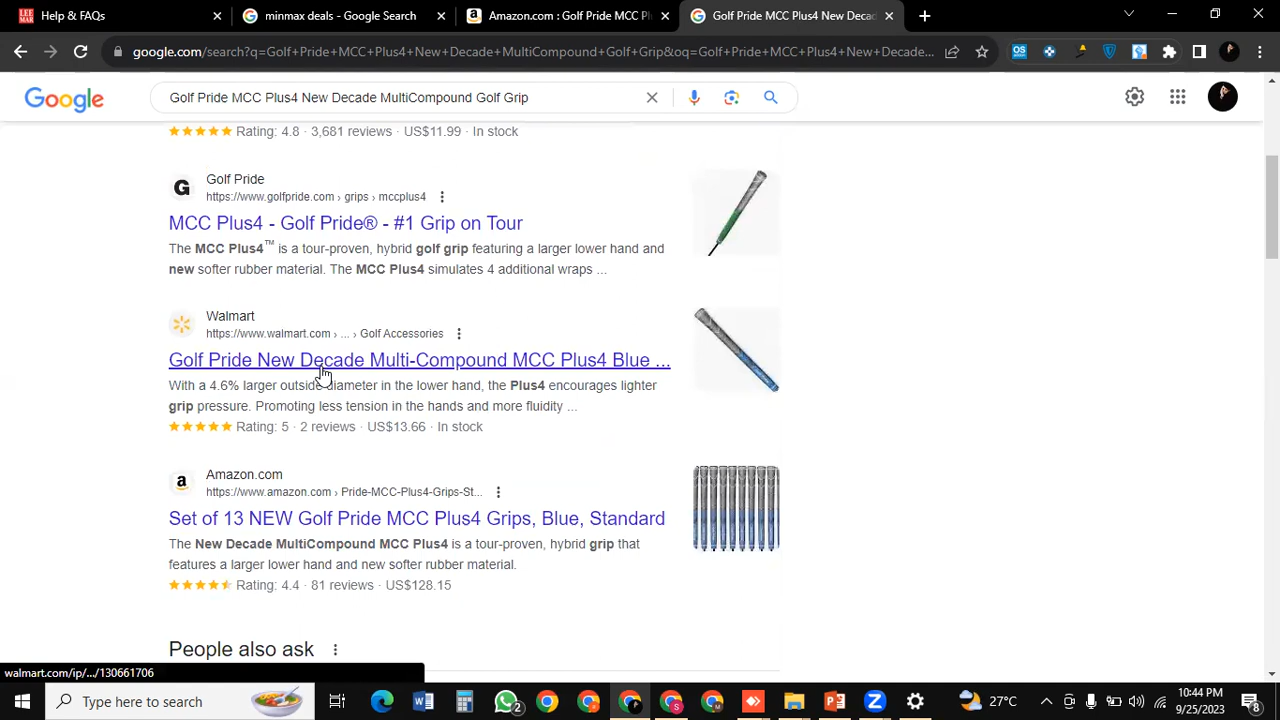 Help & FAQs
minmax deals - Google Search
Amazon.com : Golf Pride MCC Pl
Golf Pride MCC Plus4 New Decad
google.com/search?q=Golf+Pride+MCC+Plus4+New+Decade+MultiCompound+Golf+Grip&oq=Golf+Pride+MCC+Plus4+New+Decade...
Google
Golf Pride MCC Plus4 New Decade MultiCompound Golf Grip
Rating: 4.8 · 3,681 reviews · US$11.99 · In stock
Golf Pride
https://www.golfpride.com › grips › mccplus4
MCC Plus4 - Golf Pride® - #1 Grip on Tour
The MCC Plus4™ is a tour-proven, hybrid golf grip featuring a larger lower hand and
new softer rubber material. The MCC Plus4 simulates 4 additional wraps ...
Walmart
https://www.walmart.com › ... › Golf Accessories
Golf Pride New Decade Multi-Compound MCC Plus4 Blue ...
With a 4.6% larger outside diameter in the lower hand, the Plus4 encourages lighter
grip pressure. Promoting less tension in the hands and more fluidity ...
Rating: 5 · 2 reviews · US$13.66 · In stock
Amazon.com
https://www.amazon.com › Pride-MCC-Plus4-Grips-St...
Set of 13 NEW Golf Pride MCC Plus4 Grips, Blue, Standard
The New Decade MultiCompound MCC Plus4 is a tour-proven, hybrid grip that
features a larger lower hand and new softer rubber material.
Rating: 4.4 · 81 reviews · US$128.15
People also ask
walmart.com/ip/.../130661706
Type here to search
27°C
10:44 PM
9/25/2023